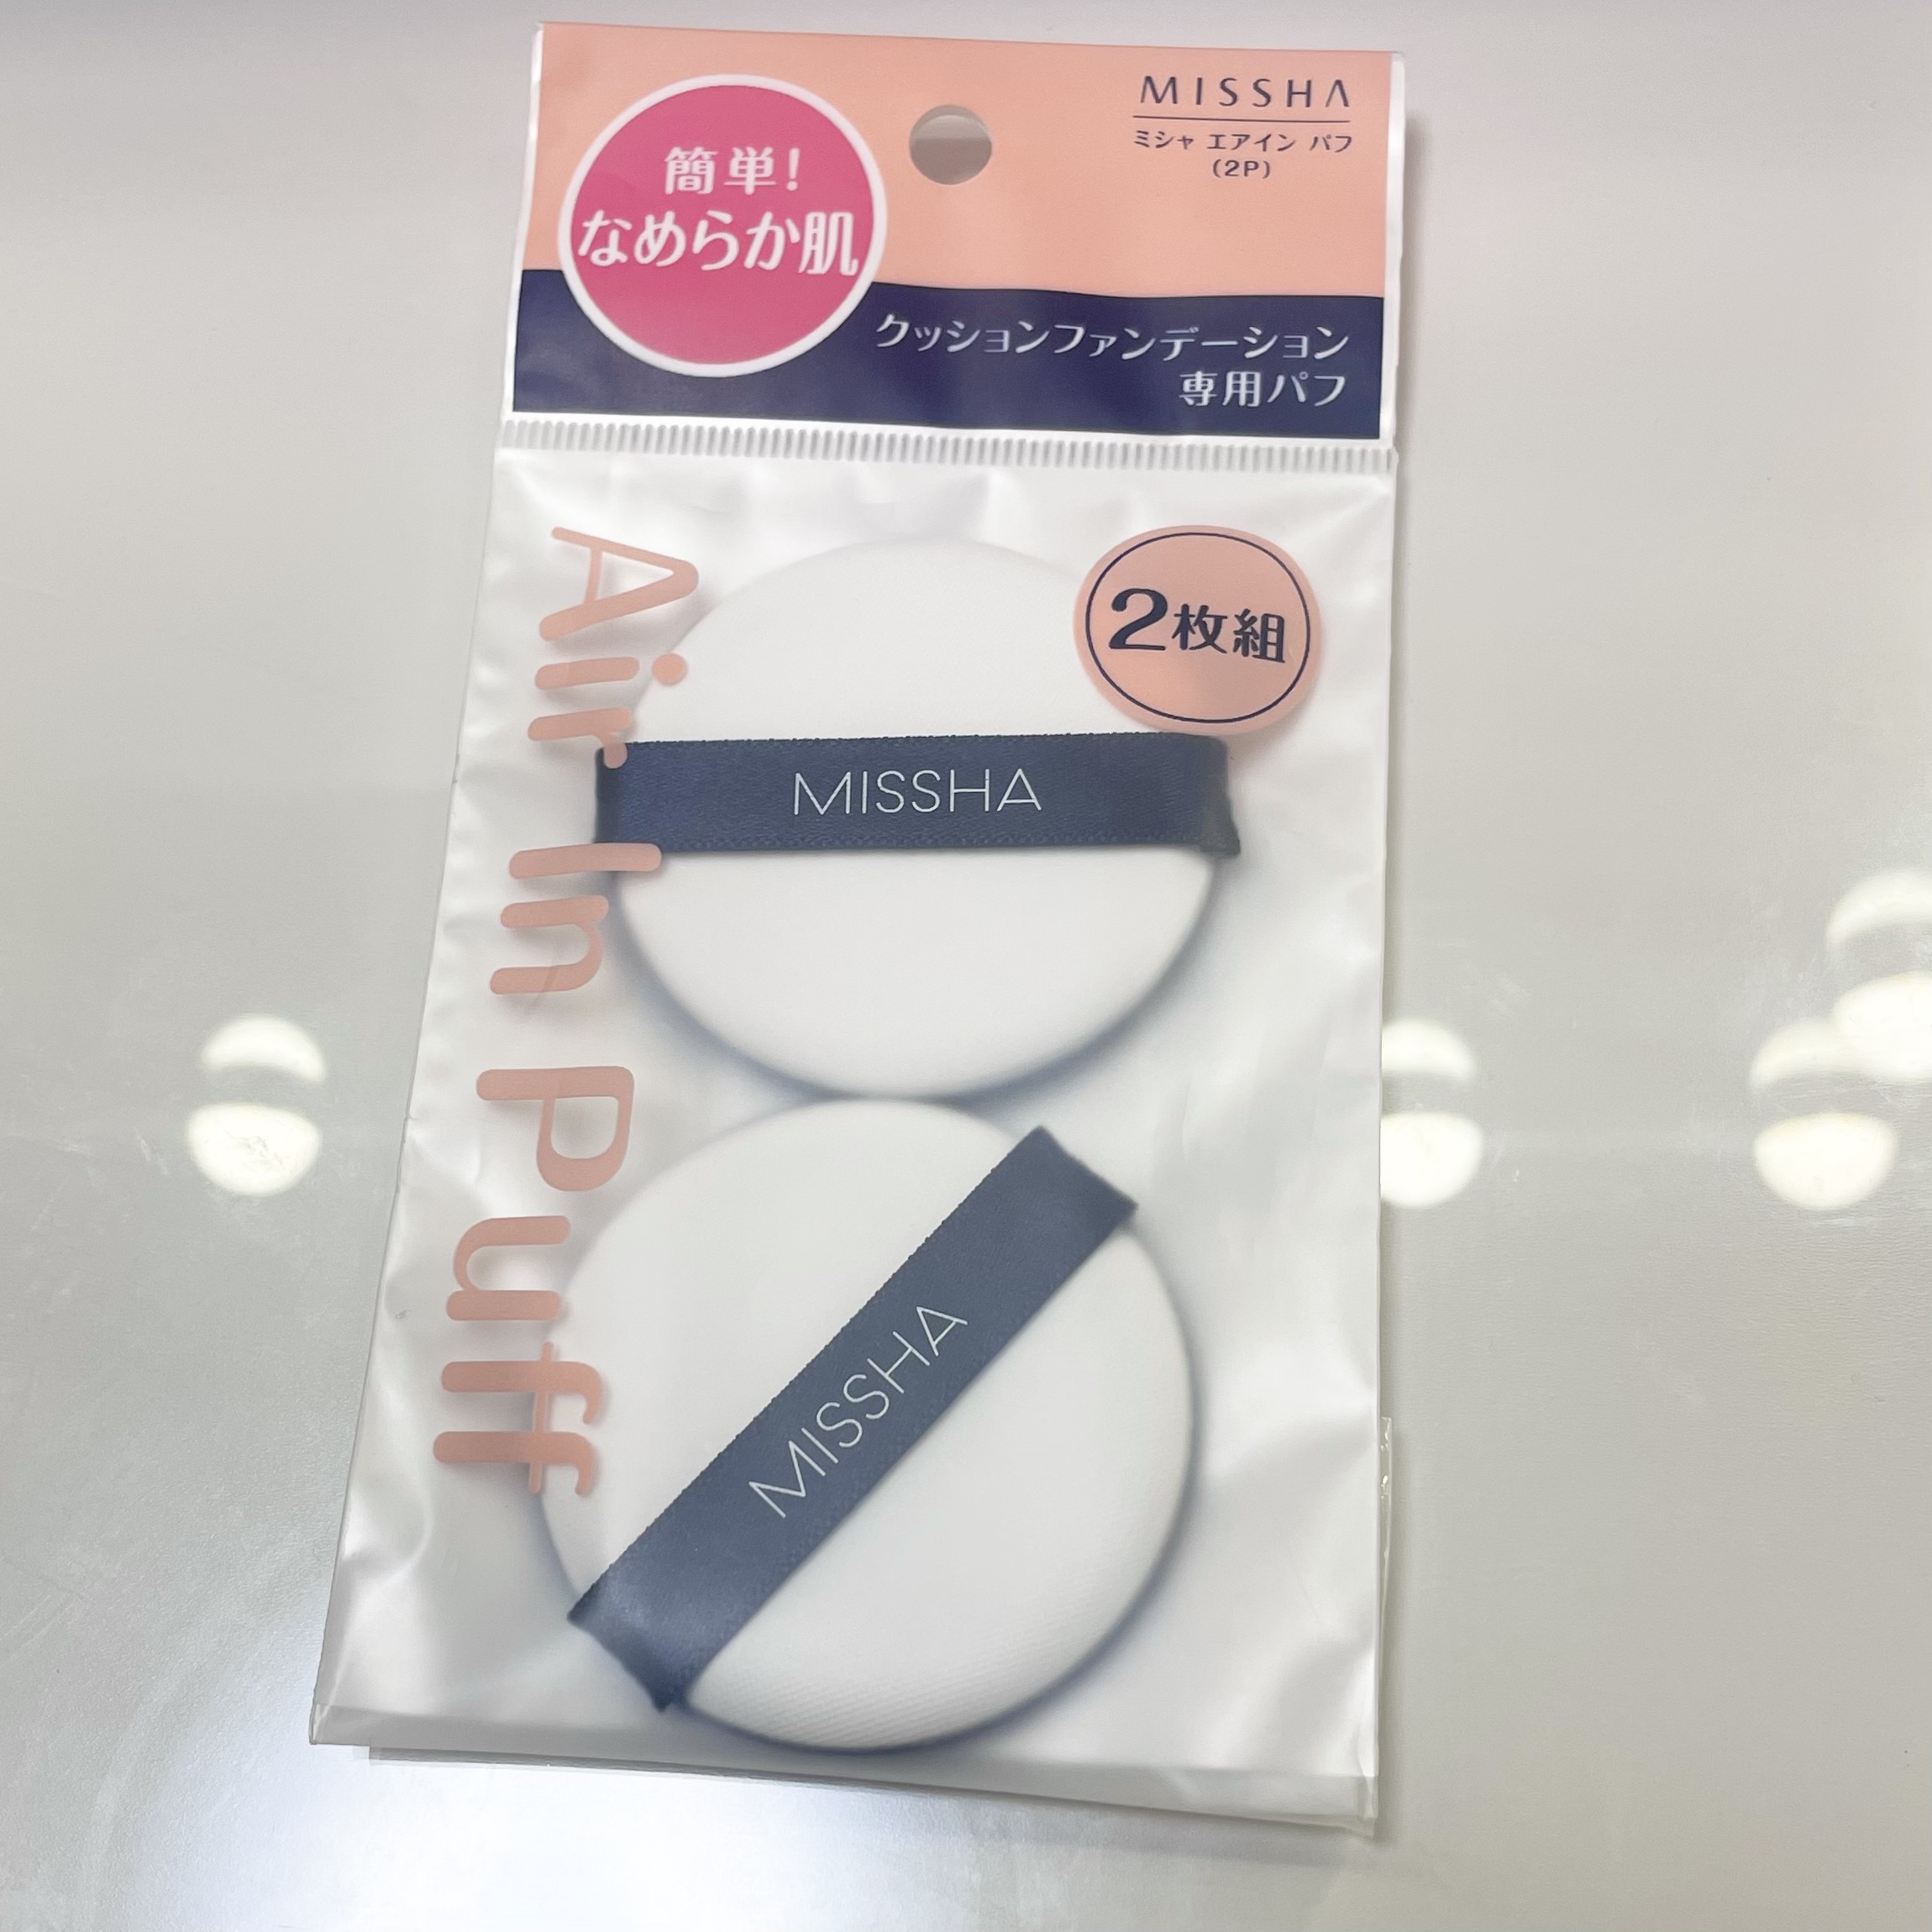 MISSHA
ミシャ エアイン パフ
(2P)
簡単!
なめらか肌
クッションファンデーション
専用パフ
2枚組
Air In Puff
MISSHA
MISSHA